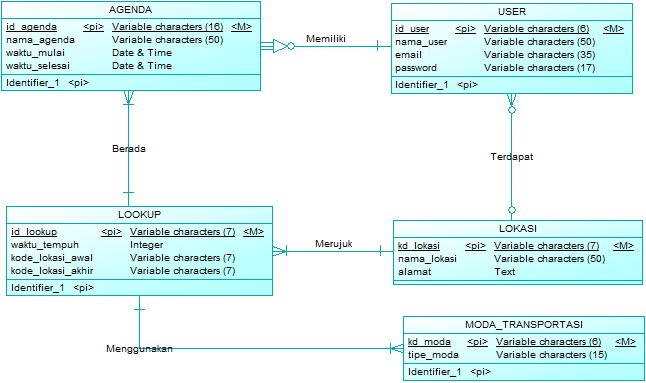 AGENDA
id_agenda <pi> Variable characters (16) <M>
nama_agenda Variable characters (50)
waktu_mulai Date & Time
waktu_selesai Date & Time
Identifier_1 <pi>
Memiliki
USER
id_user <pi> Variable characters (6) <M>
nama_user Variable characters (50)
email Variable characters (35)
password Variable characters (17)
Identifier_1 <pi>
Berada
Terdapat
LOOKUP
id_lookup <pi> Variable characters (7) <M>
waktu_tempuh Integer
kode_lokasi_awal Variable characters (7)
kode_lokasi_akhir Variable characters (7)
Identifier_1 <pi>
Merujuk
LOKASI
kd_lokasi <pi> Variable characters (7) <M>
nama_lokasi Variable characters (50)
alamat Text
Menggunakan
MODA_TRANSPORTASI
kd_moda <pi> Variable characters (6) <M>
tipe_moda Variable characters (15)
Identifier_1 <pi>